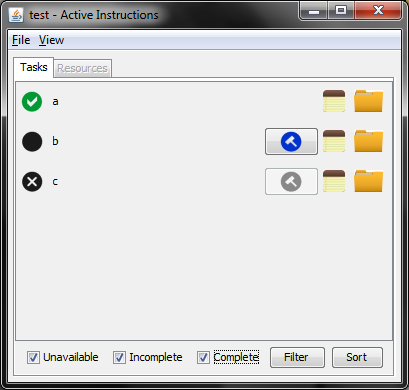 test - Active Instructions
File View
Tasks Resources
a
b
c
Unavailable Incomplete Complete Filter Sort